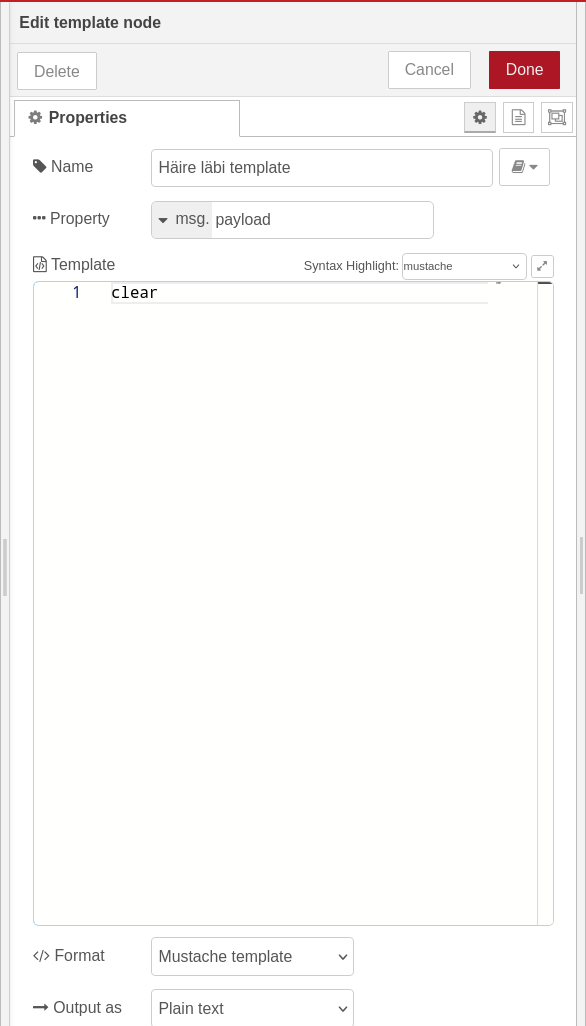 Edit template node
Delete
Cancel
Done
Properties
Name
Häire läbi template
Property
msg. payload
Template
Syntax Highlight: mustache
1 clear
Format
Mustache template
Output as
Plain text